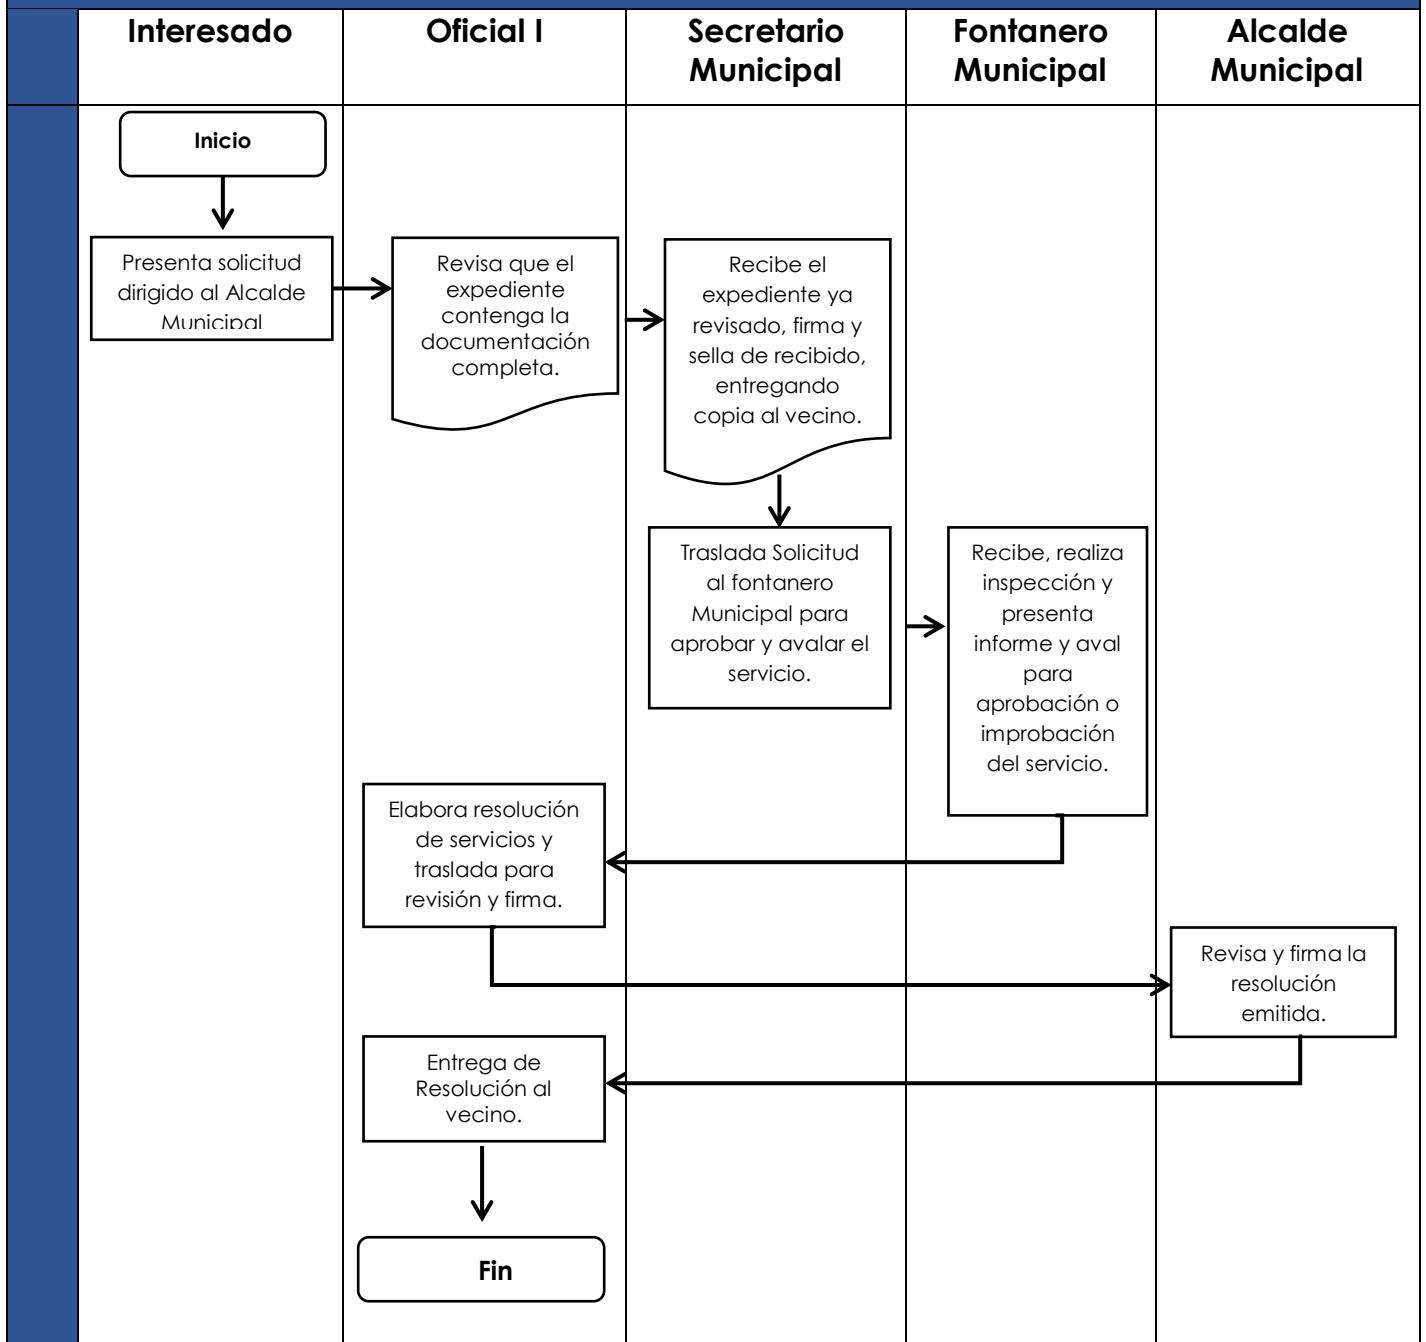 Interesado
Oficial I
Secretario
Municipal
Fontanero
Municipal
Alcalde
Municipal
Inicio
Presenta solicitud
dirigido al Alcalde
Municipal
Revisa que el
expediente
contenga la
documentación
completa.
Recibe el
expediente ya
revisado, firma y
sella de recibido,
entregando
copia al vecino.
Traslada Solicitud
al fontanero
Municipal para
aprobar y avalar el
servicio.
Recibe, realiza
inspección y
presenta
informe y aval
para
aprobación o
improbación
del servicio.
Elabora resolución
de servicios y
traslada para
revisión y firma.
Revisa y firma la
resolución
emitida.
Entrega de
Resolución al
vecino.
Fin